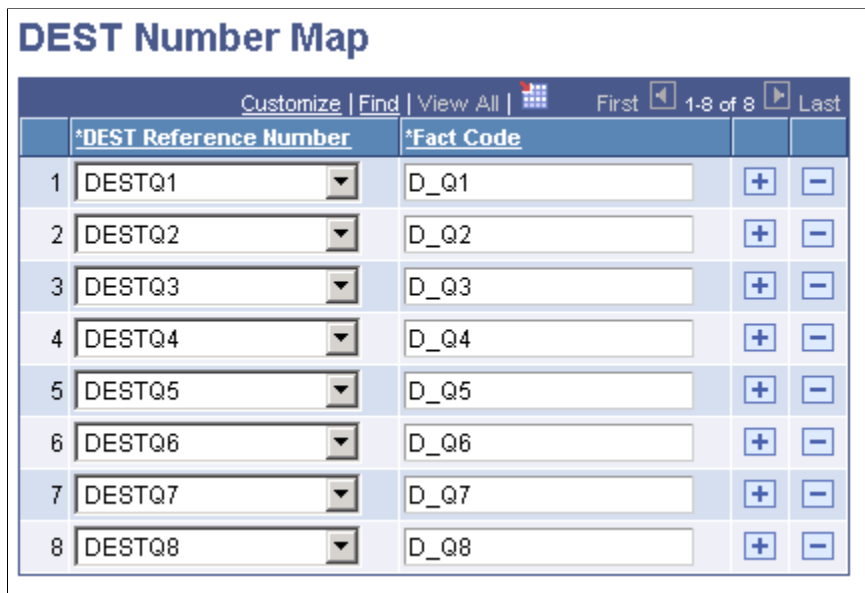 DEST Number Map
Customize | Find | View All | First 1-8 of 8 Last
*DEST Reference Number *Fact Code
1 DESTQ1 D_Q1
2 DESTQ2 D_Q2
3 DESTQ3 D_Q3
4 DESTQ4 D_Q4
5 DESTQ5 D_Q5
6 DESTQ6 D_Q6
7 DESTQ7 D_Q7
8 DESTQ8 D_Q8